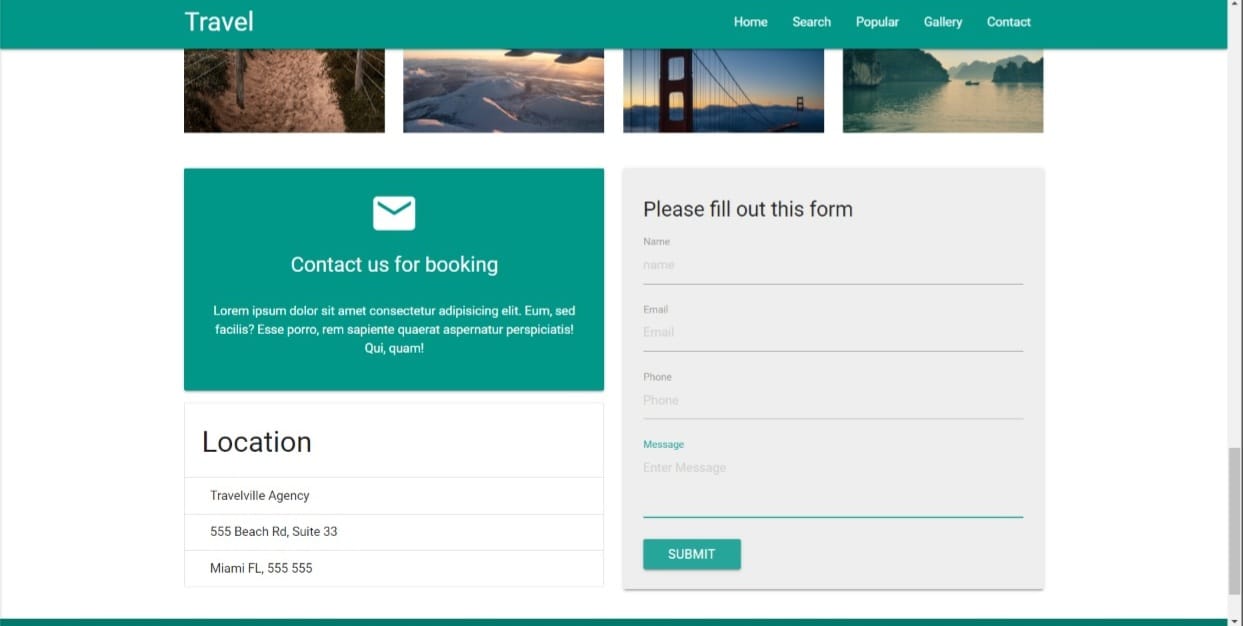 Travel
Home Search Popular Gallery Contact
Contact us for booking
Lorem ipsum dolor sit amet consectetur adipisicing elit. Eum, sed
facilis? Esse porro, rem sapiente quaerat aspernatur perspiciatis!
Qui, quam!
Location
Travelville Agency
555 Beach Rd, Suite 33
Miami FL, 555 555
Please fill out this form
Name
name
Email
Email
Phone
Phone
Message
Enter Message
SUBMIT